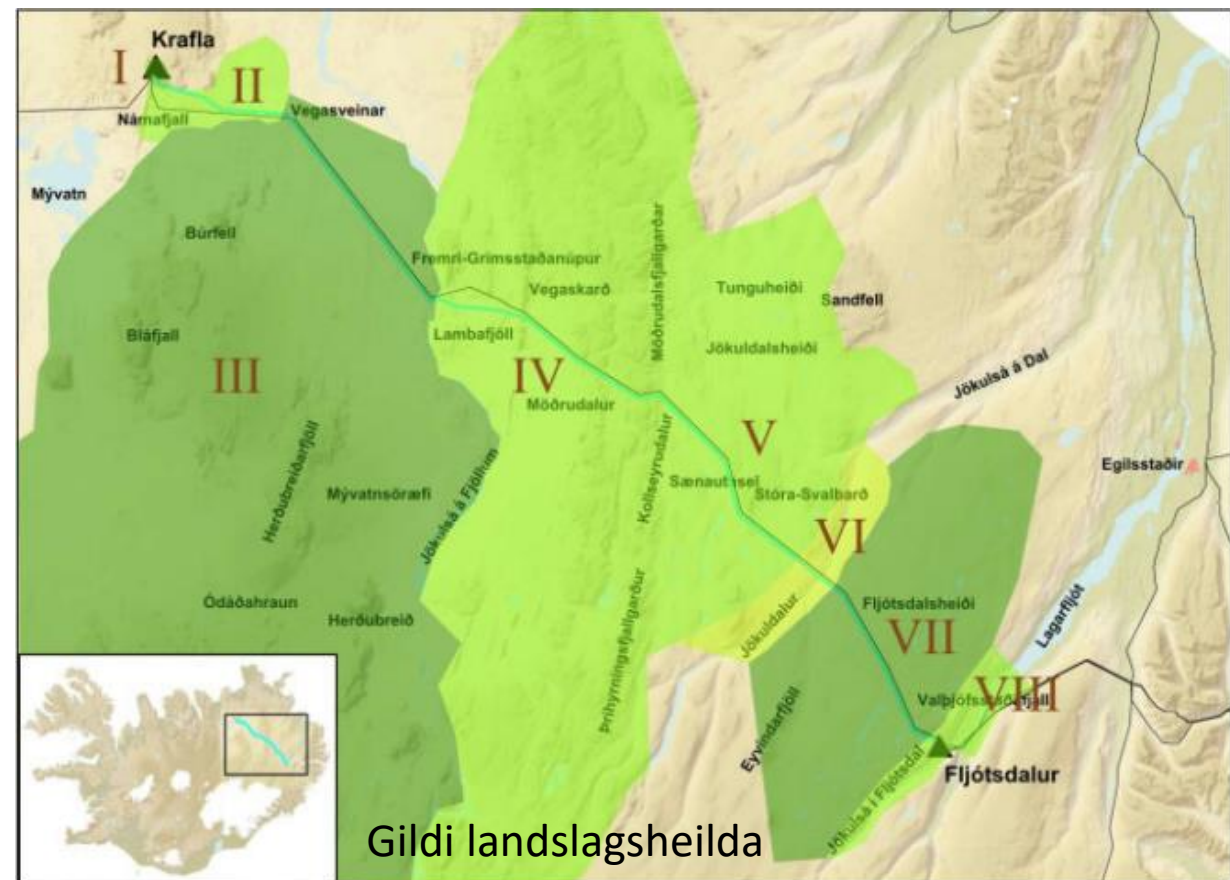 Krafla
I
II
Námafjall
Vegasveinar
Mývatn
Búrfell
Fremri-Grímsstaðanúpur
Vegaskarð
Möðrudalsfjallgarðar
Tunguheiði
Sandfell
Bláfjall
III
Lambafjöll
IV
Möðrudalur
Jökuldalsheiði
Jökulsá á Dal
V
Kollseyrudalur
Sænautasel
Stóra-Svalbarð
Egilsstaðir
Herðubreiðarfjöll
Mývatnsöræfi
Jökulsá á Fjöllum
VI
Ódáðahraun
Herðubreið
Þríhyrningsfjallgarður
Jökuldalur
Fljótsdalsheiði
VII
Lagarfljót
Eyvindarfjöll
Valþjófsstaðafjall
VIII
Jökulsá í Fljótsdal
Fljótsdalur
Gildi landslagsheilda